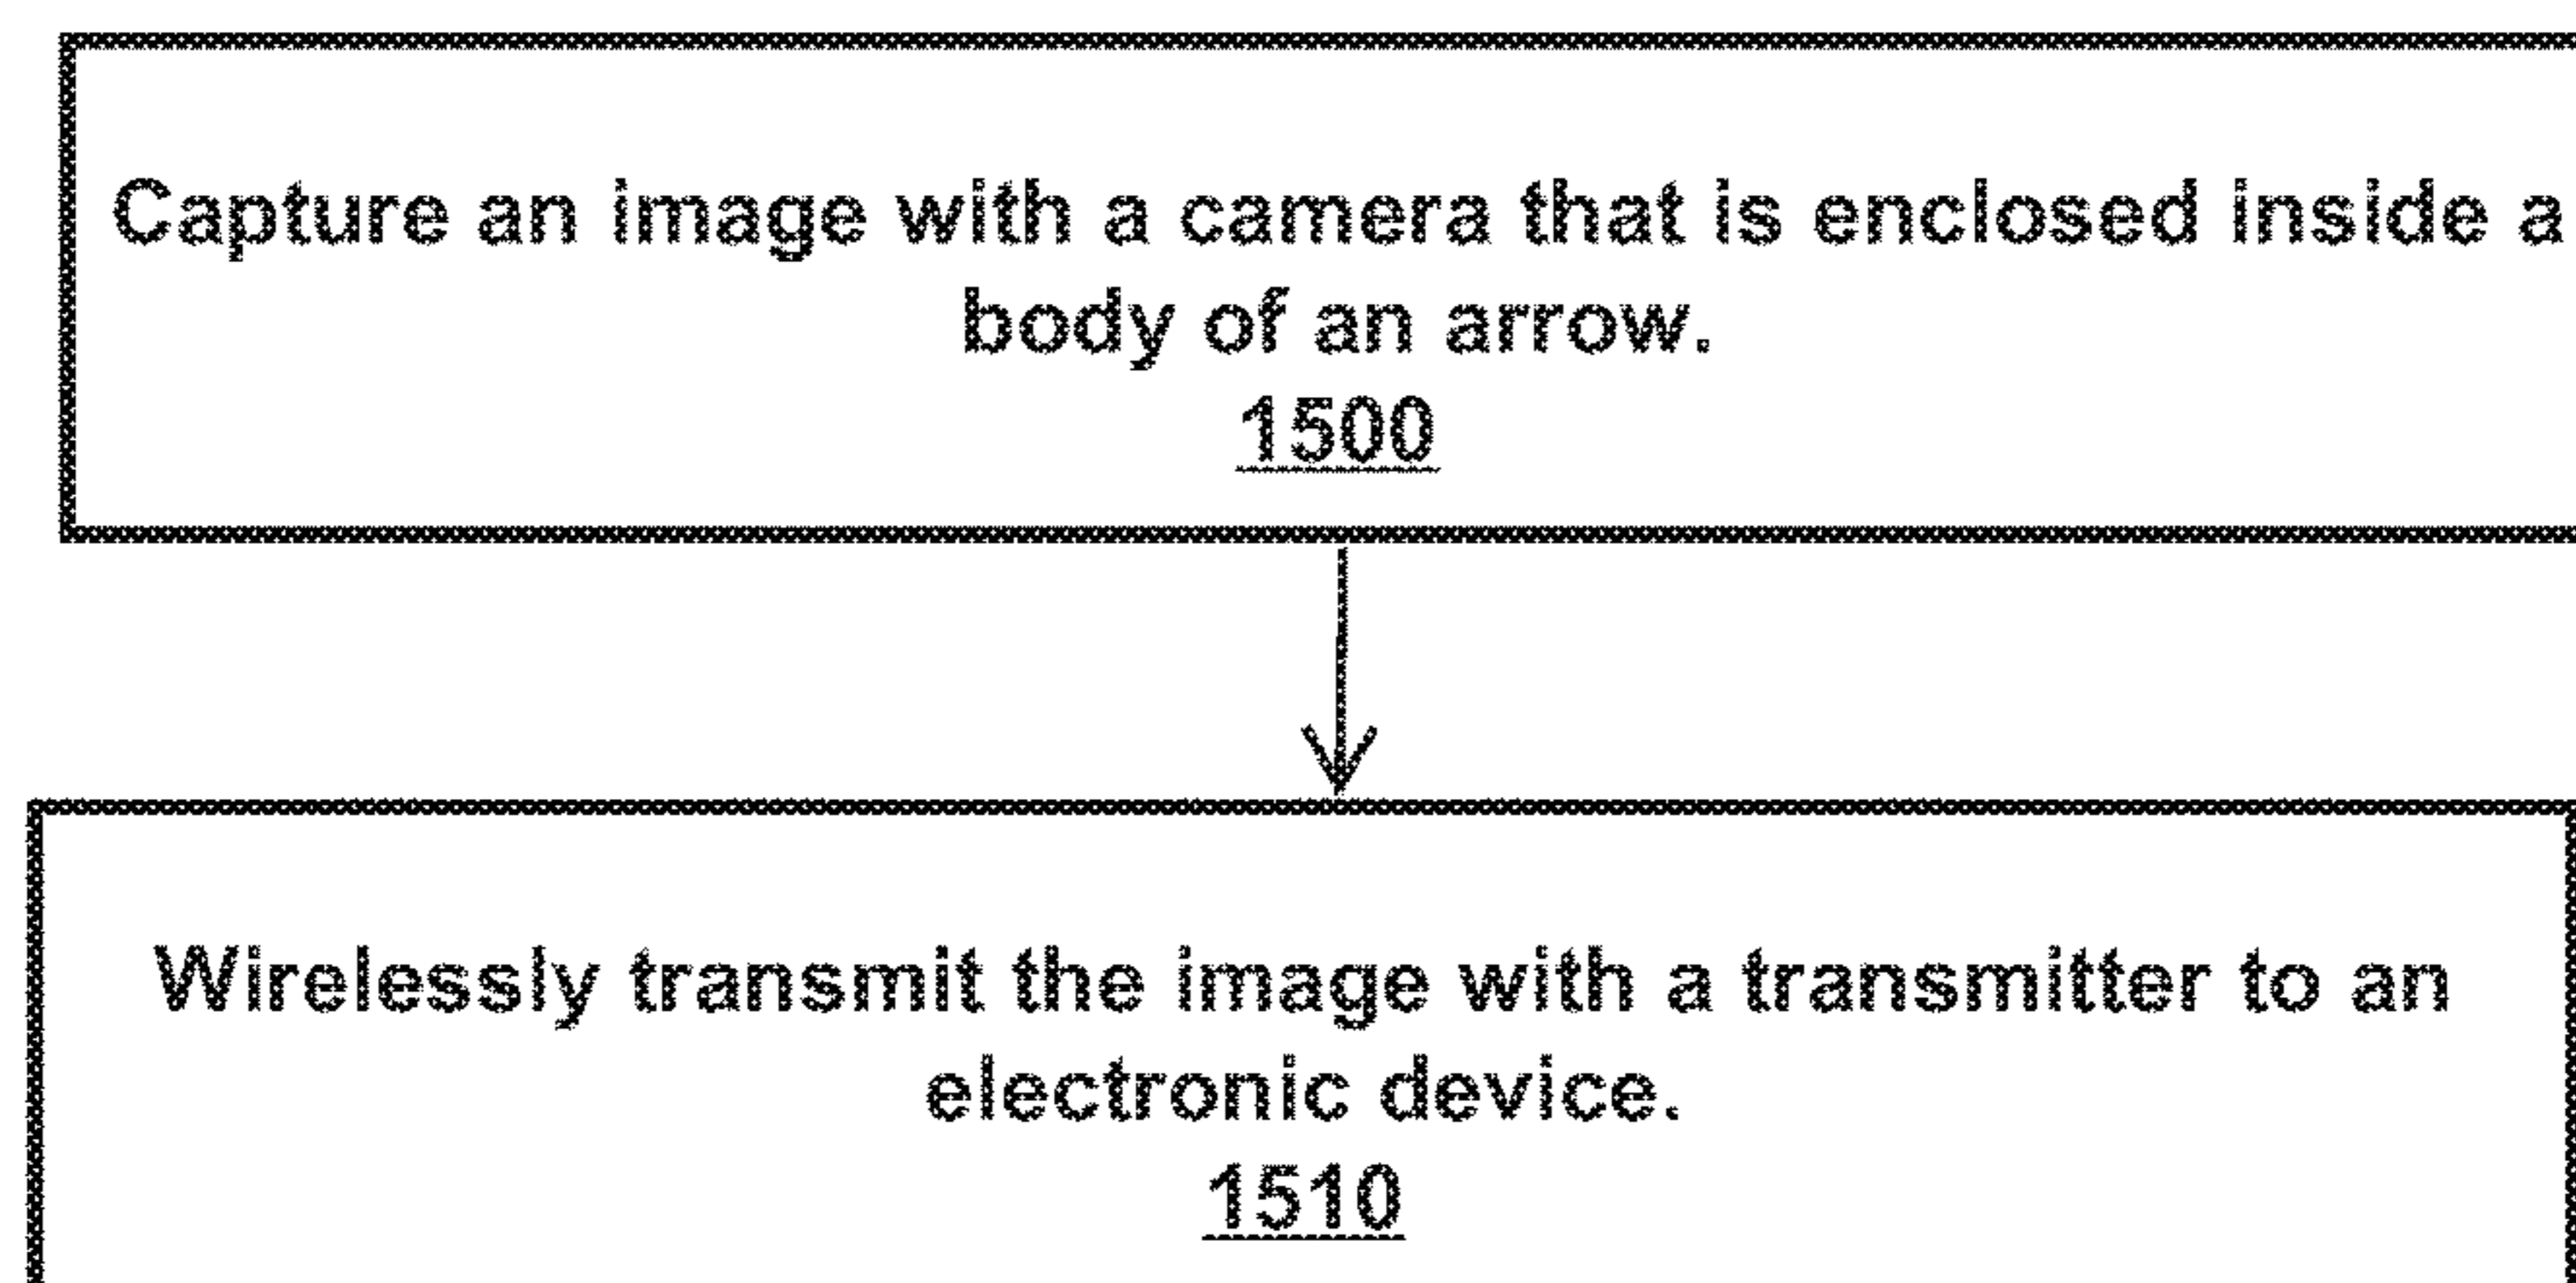 Capture an image with a camera that is enclosed inside a
body of an arrow.
1500
Wirelessly transmit the image with a transmitter to an
electronic device.
1510